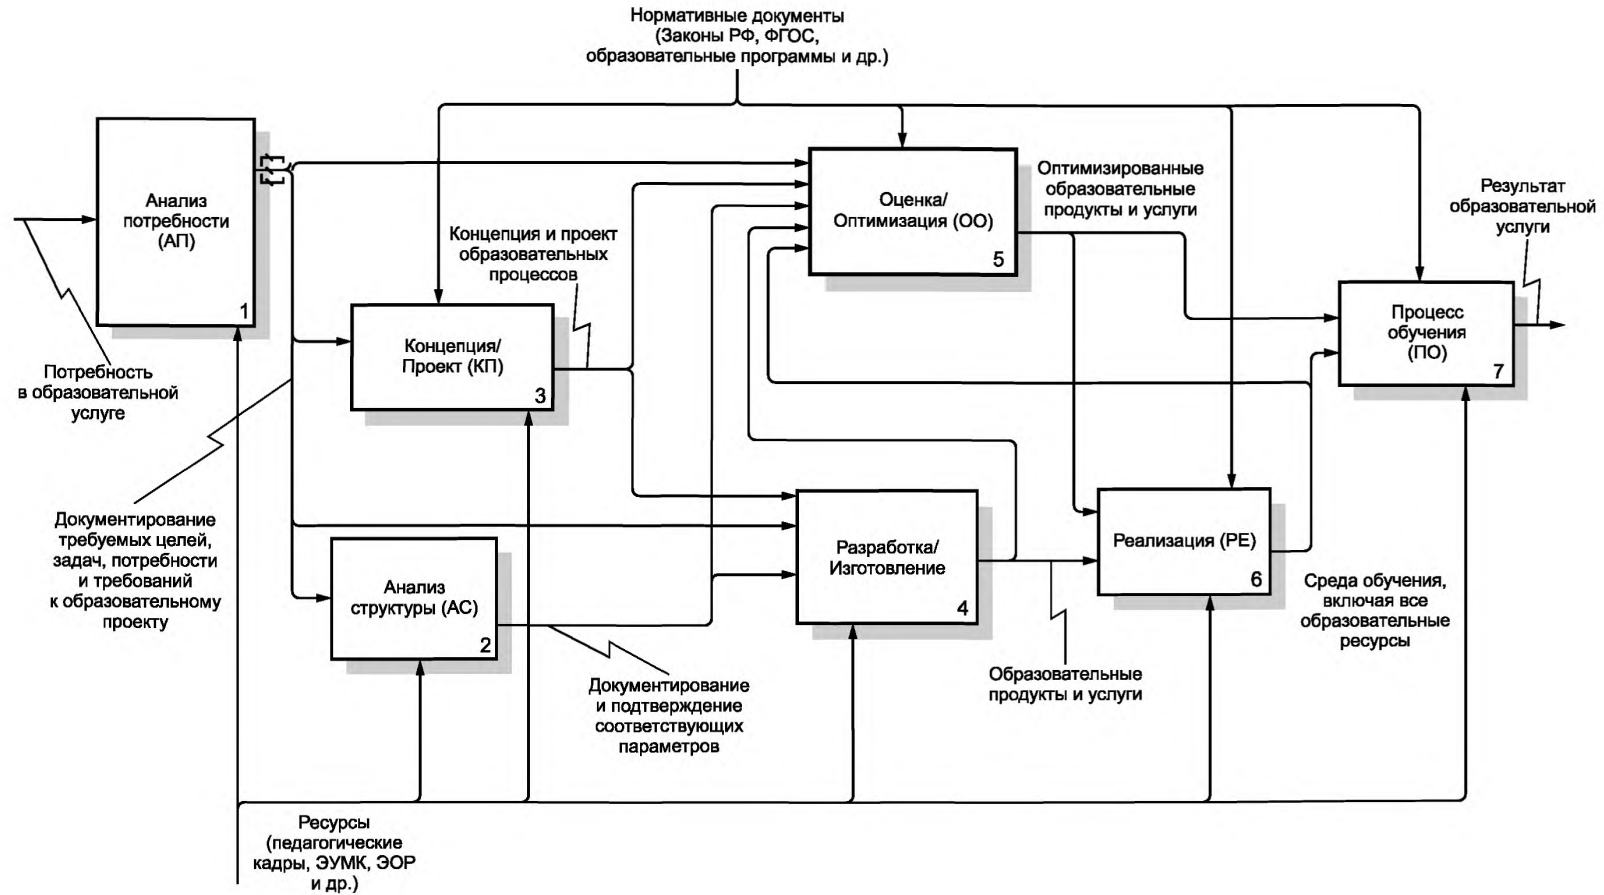 Нормативные документы
(Законы РФ, ФГОС,
образовательные программы и др.)
Анализ
потребности
(АП)
1
Потребность
в образовательной
услуге
Концепция и проект
образовательных
процессов
Концепция/
Проект (КП)
3
Оценка/
Оптимизация (ОО)
5
Оптимизированные
образовательные
продукты и услуги
Результат
образовательной
услуги
Процесс
обучения
(ПО)
7
Документирование
требуемых целей,
задач, потребности
и требований
к образовательному
проекту
Анализ
структуры (АС)
2
Разработка/
Изготовление
4
Реализация (РЕ)
6
Среда обучения,
включая все
образовательные
ресурсы
Документирование
и подтверждение
соответствующих
параметров
Образовательные
продукты и услуги
Ресурсы
(педагогические
кадры, ЭУМК, ЭОР
и др.)